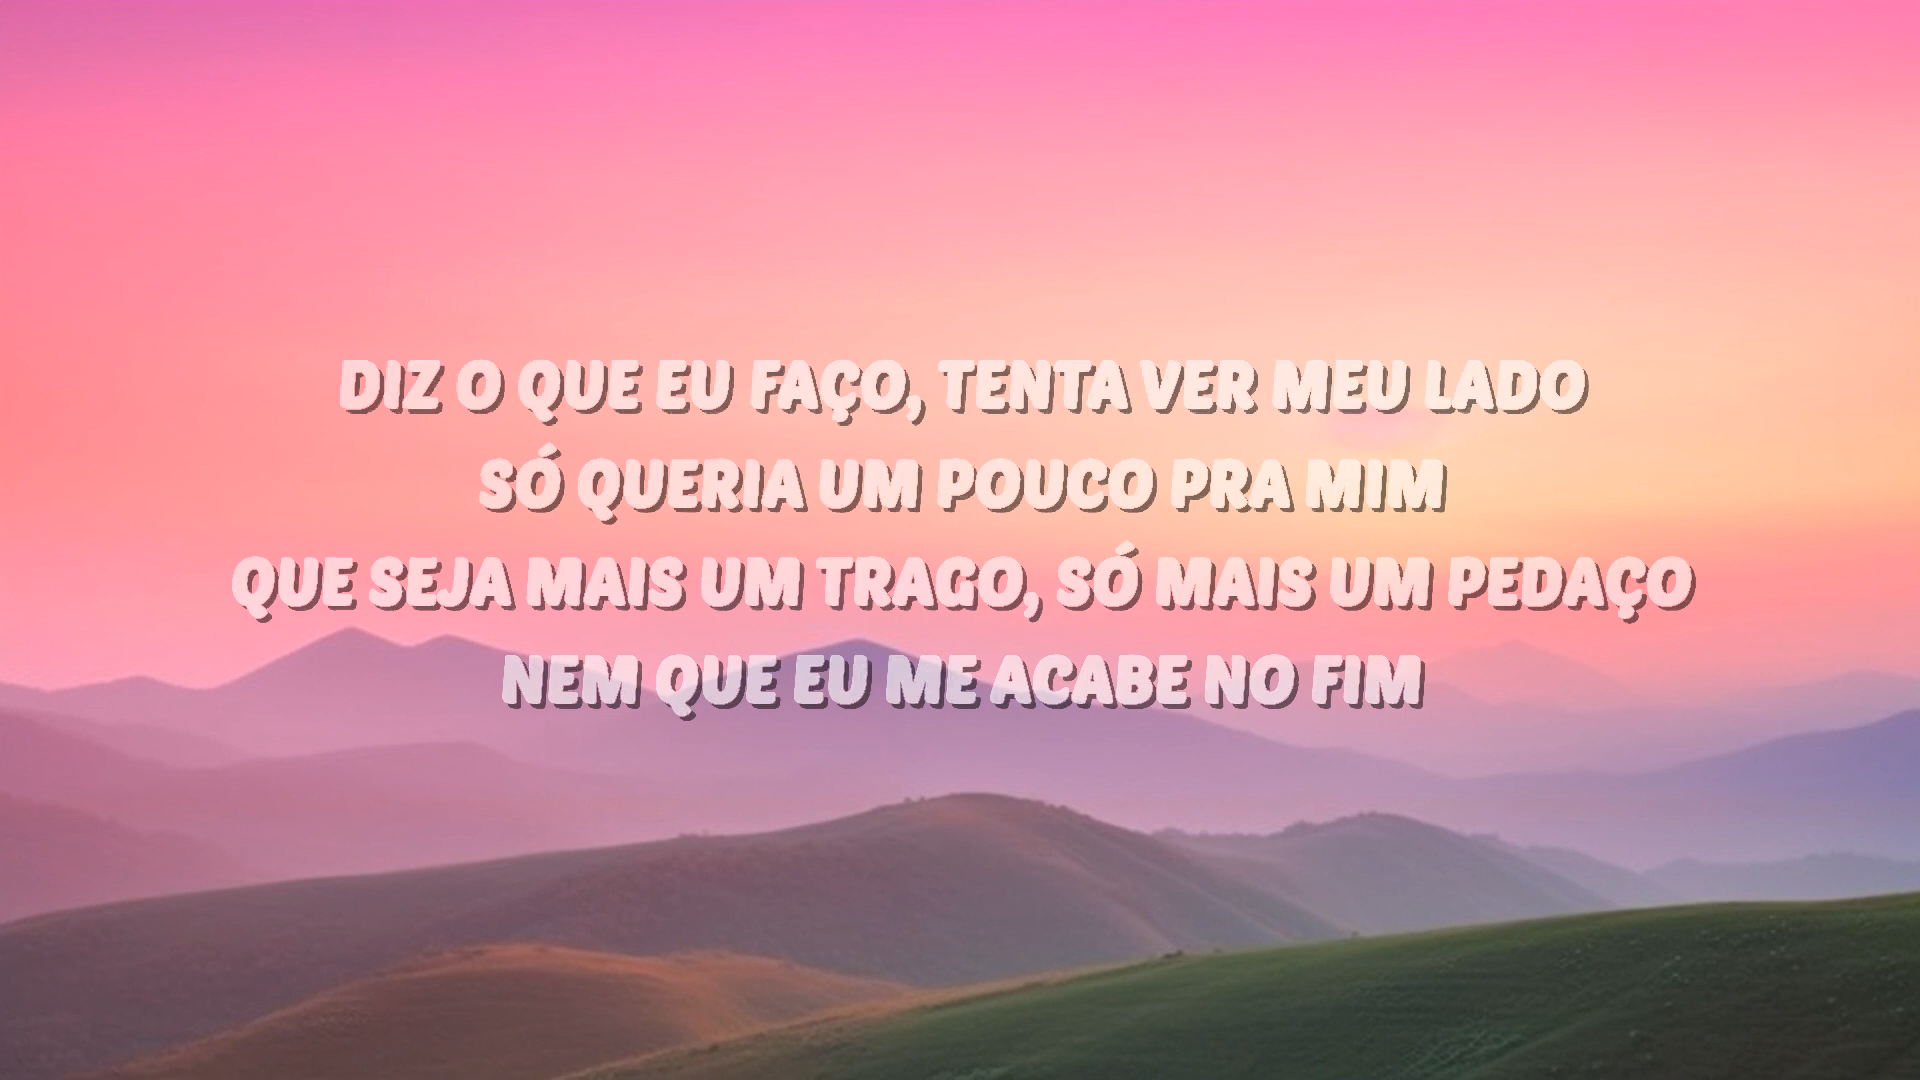 DIZ O QUE EU FAÇO, TENTA VER MEU LADO
SÓ QUERIA UM POUCO PRA MIM
QUE SEJA MAIS UM TRAGO, SÓ MAIS UM PEDAÇO
NEM QUE EU ME ACABE NO FIM